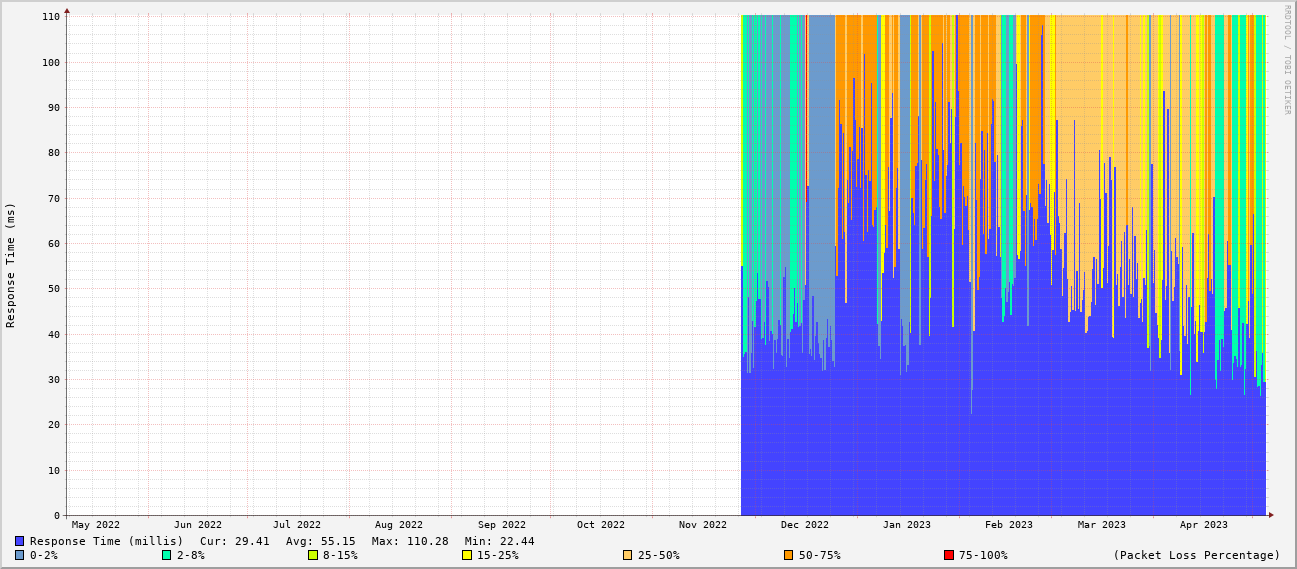 RRDTOOL / TOBI OETIKER
Response Time (ms)
110
100
90
80
70
60
50
40
30
20
10
0
May 2022 Jun 2022 Jul 2022 Aug 2022 Sep 2022 Oct 2022 Nov 2022 Dec 2022 Jan 2023 Feb 2023 Mar 2023 Apr 2023
Response Time (millis) Cur: 29.41 Avg: 55.15 Max: 110.28 Min: 22.44
0-2% 2-8% 8-15% 15-25% 25-50% 50-75% 75-100% (Packet Loss Percentage)